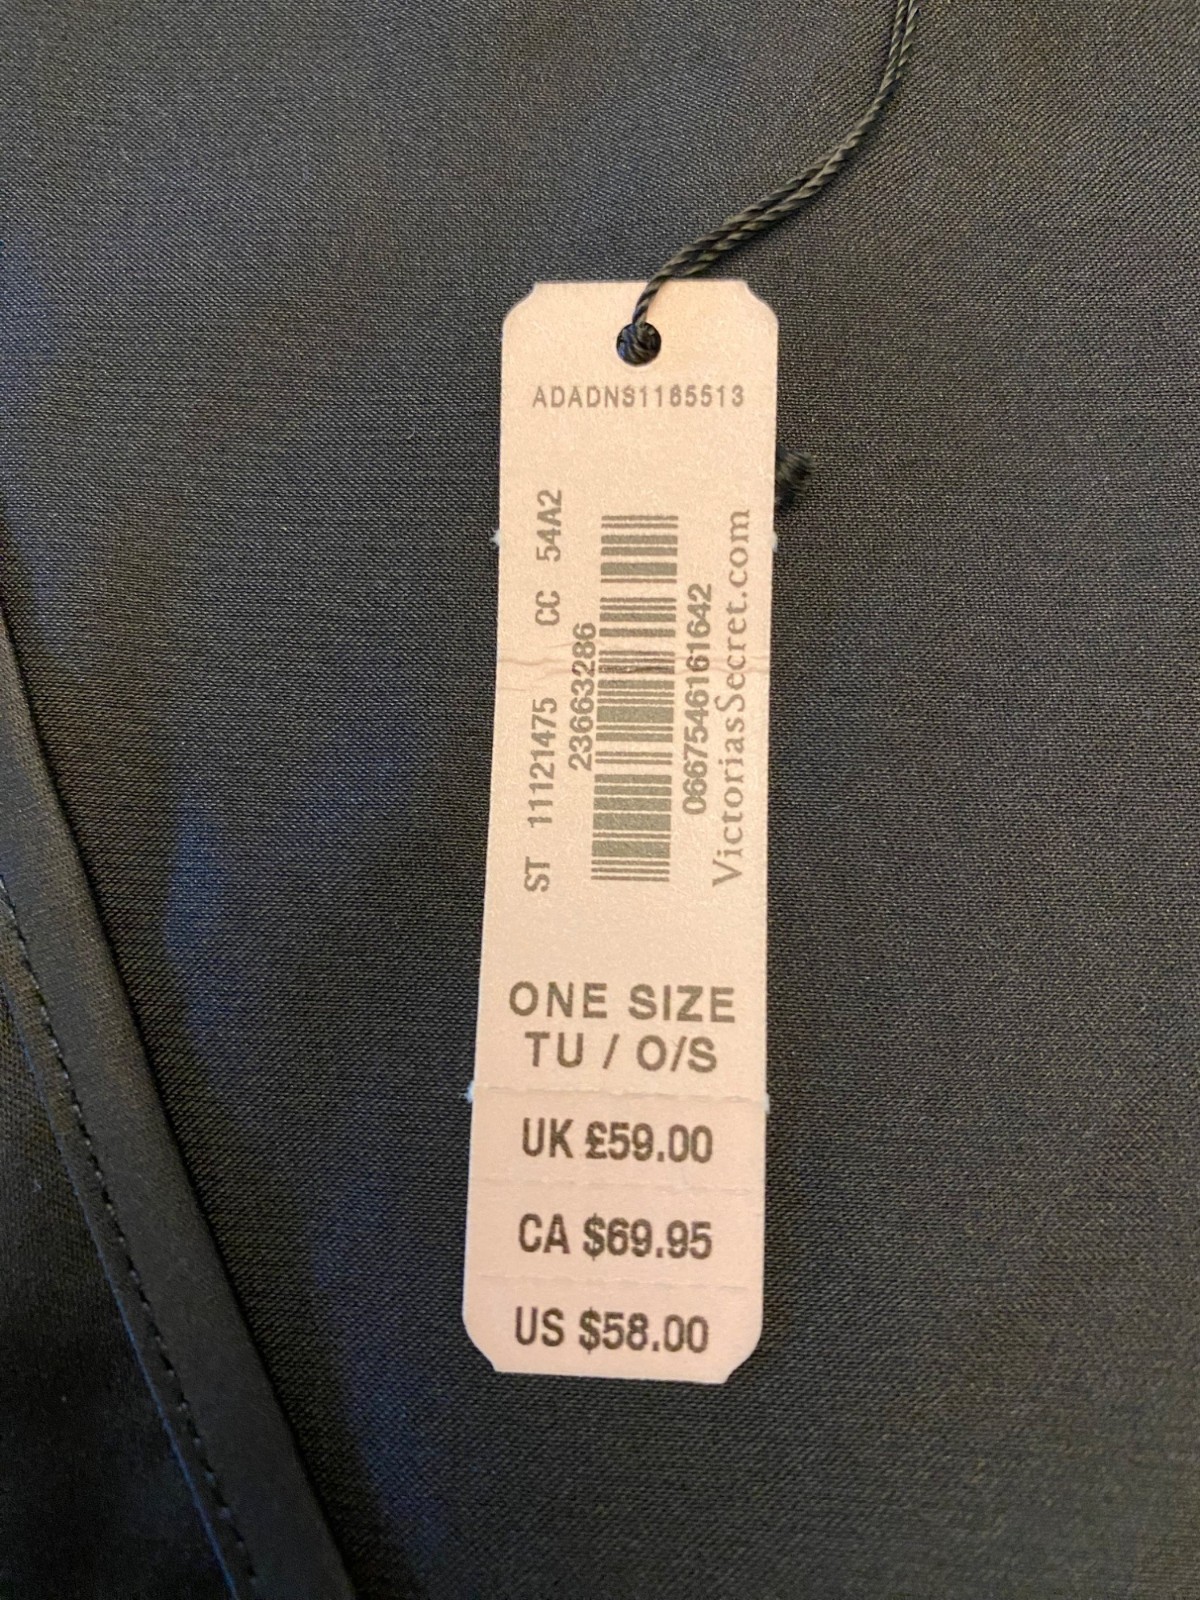 ADADNS1165513
ST 11121475 CC 54A2
23663286
0667546161642
VictoriasSecret.com
ONE SIZE
TU / O/S
UK £59.00
CA $69.95
US $58.00